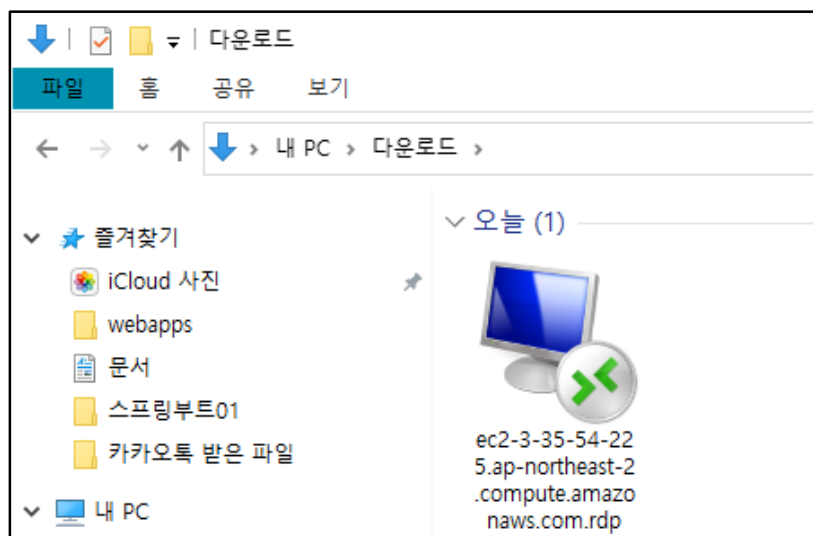 다운로드
파일 홈 공유 보기
내 PC 다운로드
즐겨찾기
iCloud 사진
webapps
문서
스프링부트01
카카오톡 받은 파일
내 PC
오늘 (1)
ec2-3-35-54-22
5.ap-northeast-2
.compute.amazo
naws.com.rdp